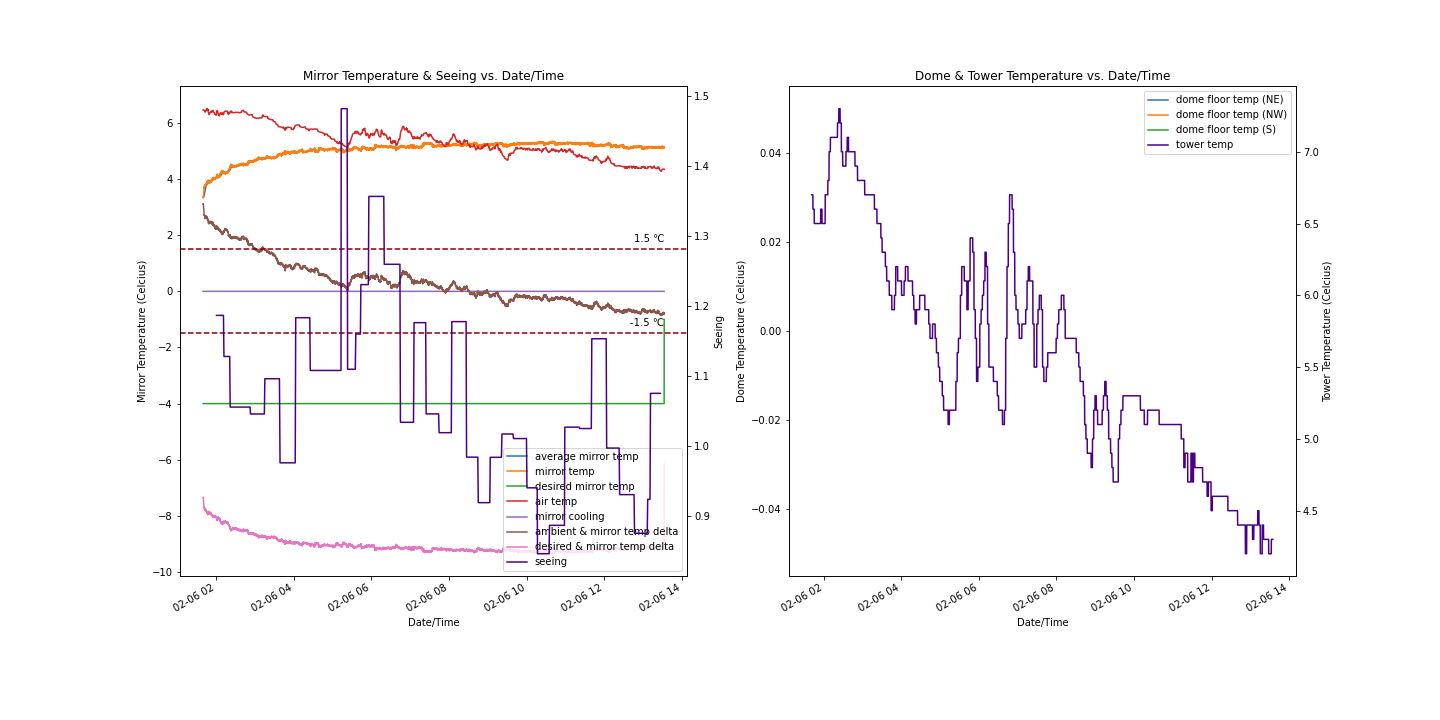 Mirror Temperature & Seeing vs. Date/Time
Mirror Temperature (Celcius)
6
4
2
0
−2
−4
−6
−8
−10
1.5 °C
-1.5 °C
1.5
1.4
1.3
1.2
1.1
1.0
0.9
Seeing
average mirror temp
mirror temp
desired mirror temp
air temp
mirror cooling
ambient & mirror temp delta
desired & mirror temp delta
seeing
02-06 02
02-06 04
02-06 06
02-06 08
02-06 10
02-06 12
02-06 14
Date/Time
Dome & Tower Temperature vs. Date/Time
Dome Temperature (Celcius)
0.04
0.02
0.00
−0.02
−0.04
dome floor temp (NE)
dome floor temp (NW)
dome floor temp (S)
tower temp
7.0
6.5
6.0
5.5
5.0
4.5
Tower Temperature (Celcius)
02-06 02
02-06 04
02-06 06
02-06 08
02-06 10
02-06 12
02-06 14
Date/Time